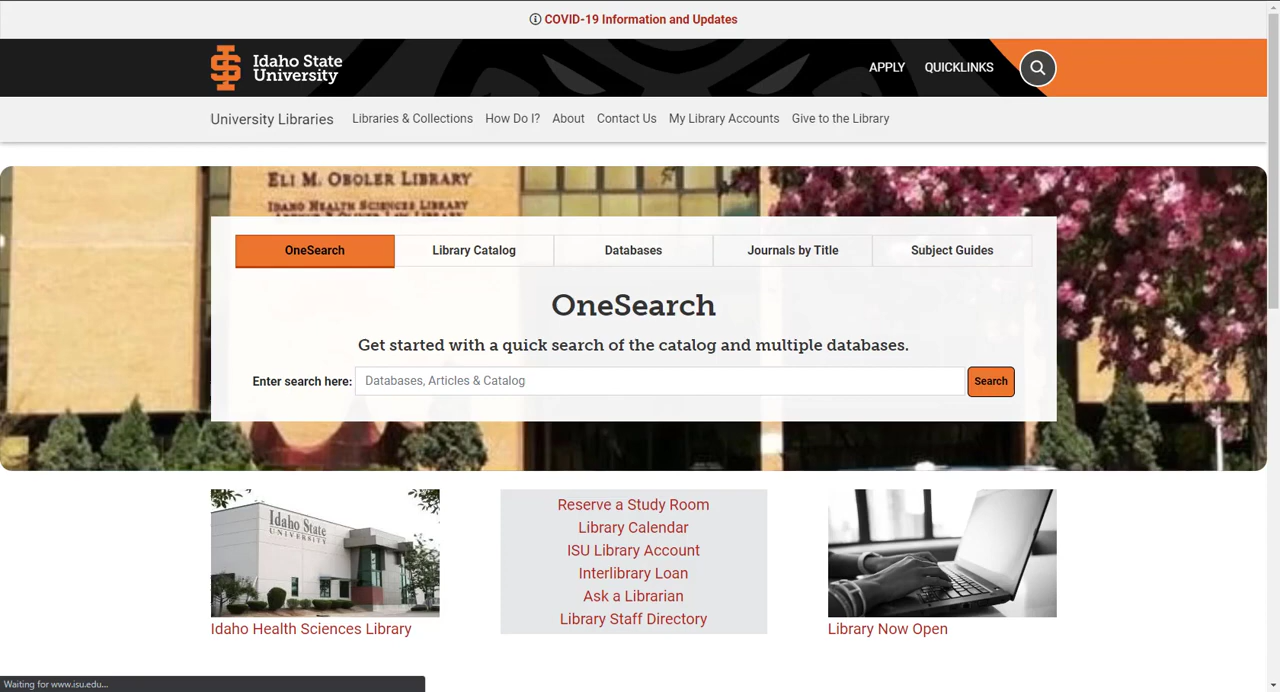 COVID-19 Information and Updates
Idaho State
University
APPLY
QUICKLINKS
University Libraries
Libraries & Collections
How Do I?
About
Contact Us
My Library Accounts
Give to the Library
ELI M. OBOLER LIBRARY
IDAHO HEALTH SCIENCES LIBRARY
OneSearch
Library Catalog
Databases
Journals by Title
Subject Guides
OneSearch
Get started with a quick search of the catalog and multiple databases.
Enter search here:
Databases, Articles & Catalog
Search
Idaho State
UNIVERSITY
Reserve a Study Room
Library Calendar
ISU Library Account
Interlibrary Loan
Ask a Librarian
Library Staff Directory
Idaho Health Sciences Library
Library Now Open
Waiting for www.isu.edu...